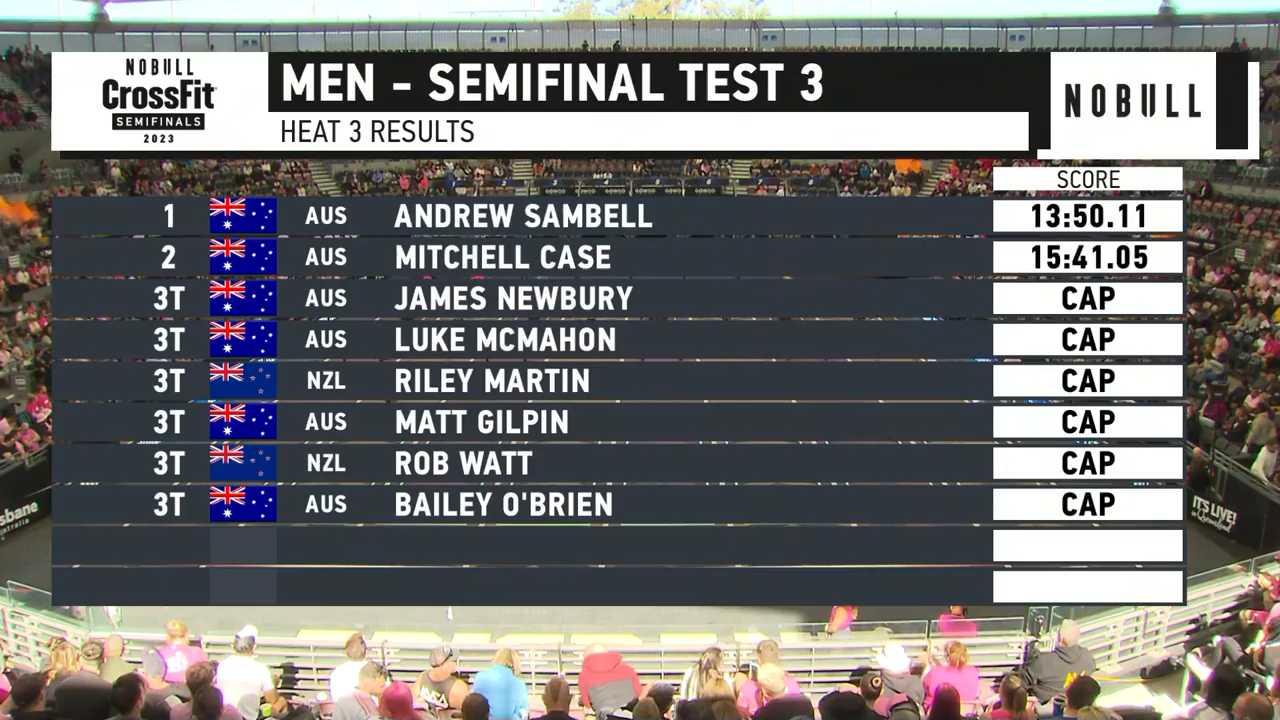 NOBULL
CrossFit
SEMIFINALS
2023
MEN - SEMIFINAL TEST 3
HEAT 3 RESULTS
NOBULL
SCORE
1 AUS ANDREW SAMBELL 13:50.11
2 AUS MITCHELL CASE 15:41.05
3T AUS JAMES NEWBURY CAP
3T AUS LUKE MCMAHON CAP
3T NZL RILEY MARTIN CAP
3T AUS MATT GILPIN CAP
3T NZL ROB WATT CAP
3T AUS BAILEY O'BRIEN CAP
IT'S LIVE!